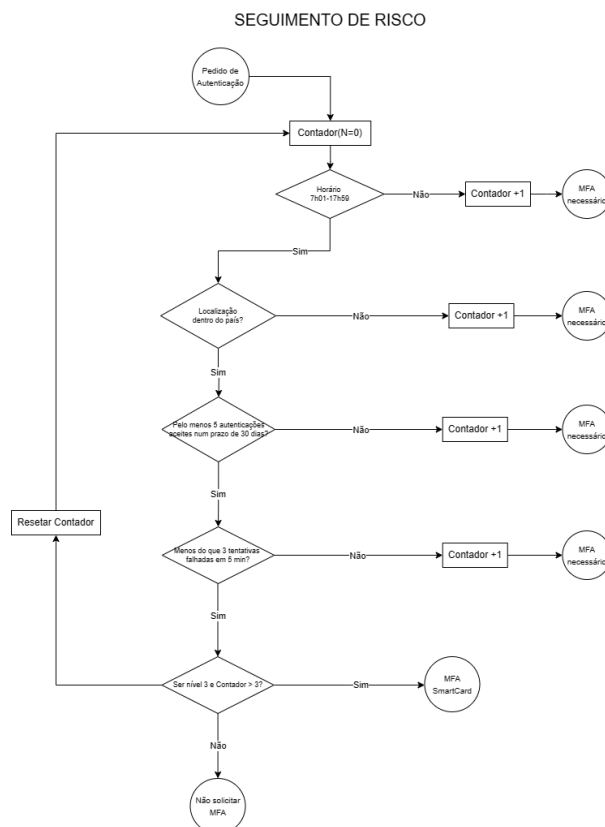 SEGUIMENTO DE RISCO
Pedido de
Autenticação
Contador(N=0)
Horário
7h01-17h59
Não
Contador +1
MFA
necessário
Sim
Localização
dentro do país?
Não
Contador +1
MFA
necessário
Sim
Pelo menos 5 autenticações
aceites num prazo de 30 dias?
Não
Contador +1
MFA
necessário
Sim
Resetar Contador
Menos do que 3 tentativas
falhadas em 5 min?
Não
Contador +1
MFA
necessário
Sim
Ser nível 3 e Contador > 3?
Sim
MFA
SmartCard
Não
Não solicitar
MFA